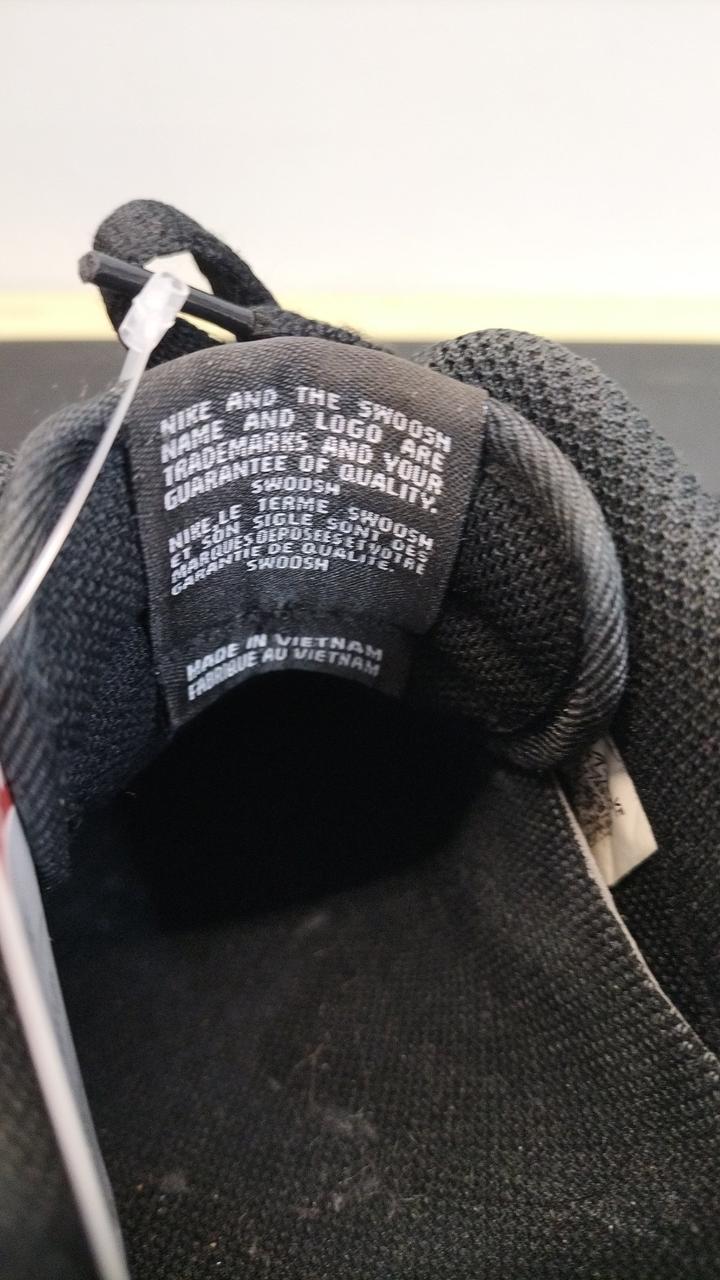 NIKE AND THE SWOOSH
NAME AND LOGO ARE
TRADEMARKS AND YOUR
GUARANTEE OF QUALITY.
SWOOSH
NIKE, LE TERME SWOOSH
ET SON SIGLE SONT DES
MARQUES DEPOSEES ET VOTRE
GARANTIE DE QUALITE
SWOOSH
MADE IN VIETNAM
FABRIQUE AU VIETNAM